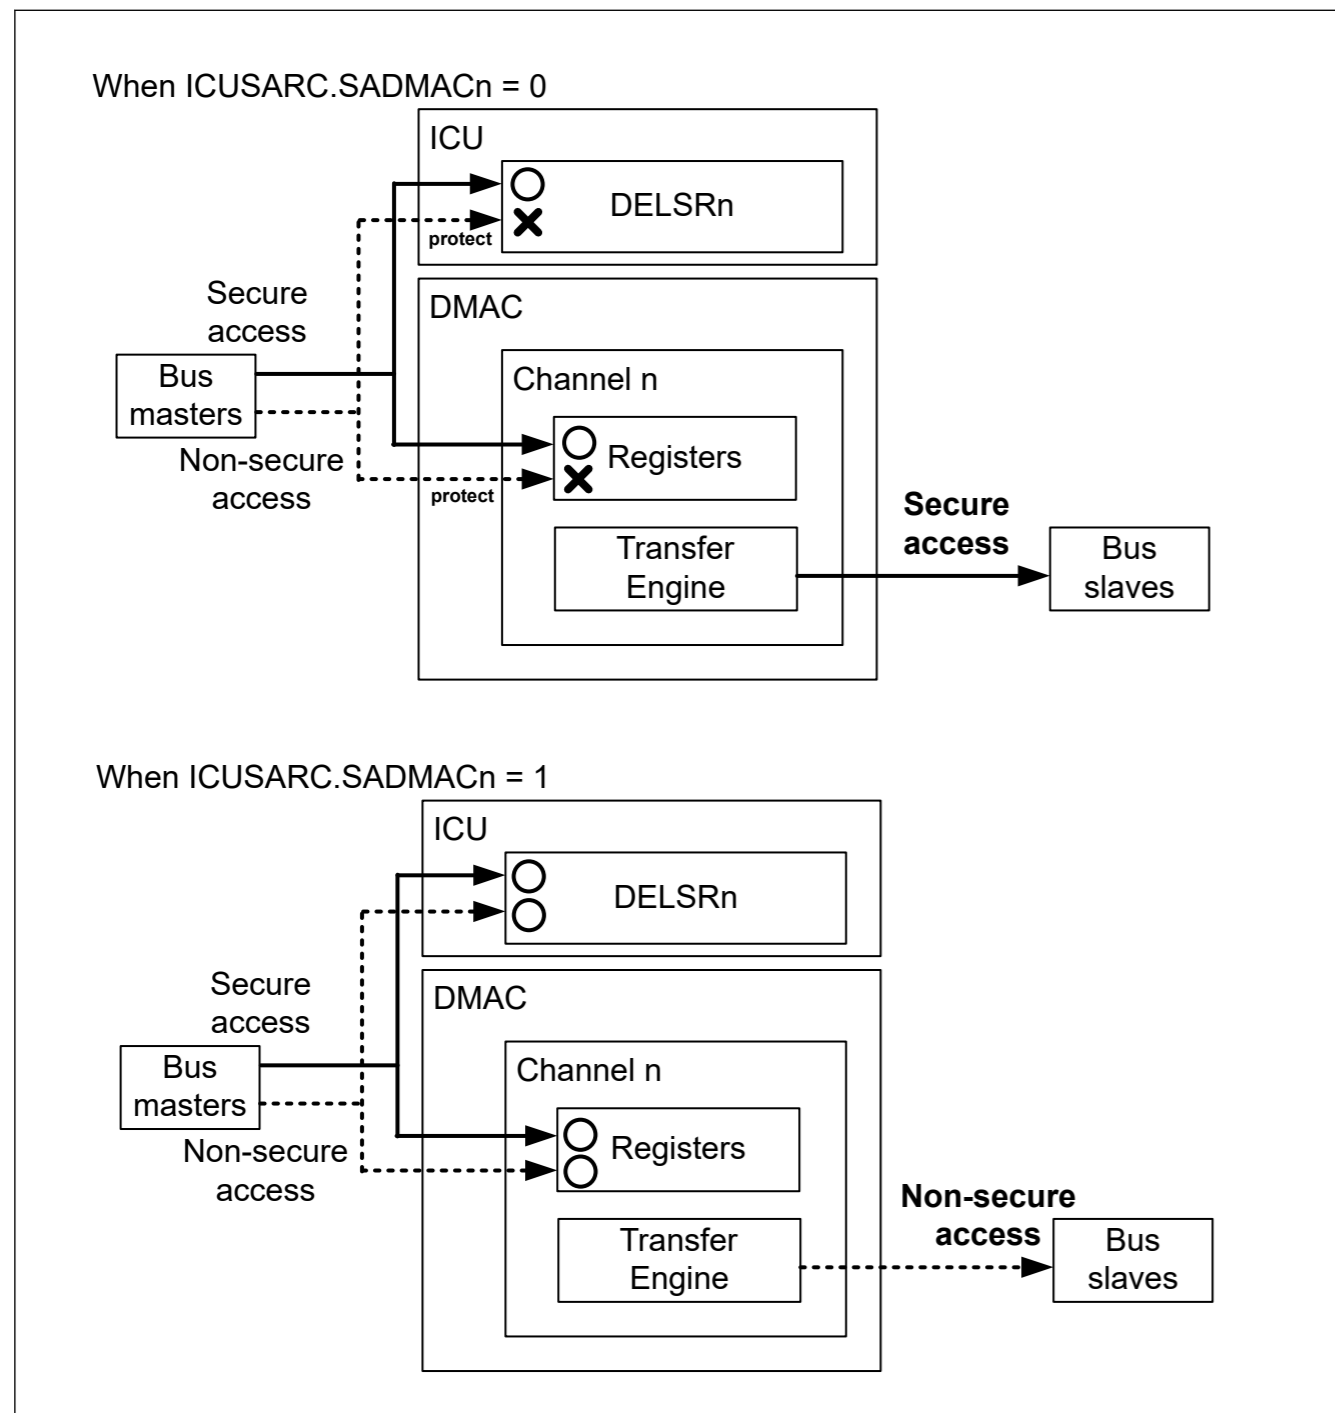 When ICUSARC.SADMACn = 0
ICU
DELSRn
protect
Secure
access
DMAC
Bus
masters
Channel n
Non-secure
access
Registers
protect
Transfer
Engine
Secure
access
Bus
slaves
When ICUSARC.SADMACn = 1
ICU
DELSRn
Secure
access
DMAC
Bus
masters
Channel n
Non-secure
access
Registers
Transfer
Engine
Non-secure
access
Bus
slaves